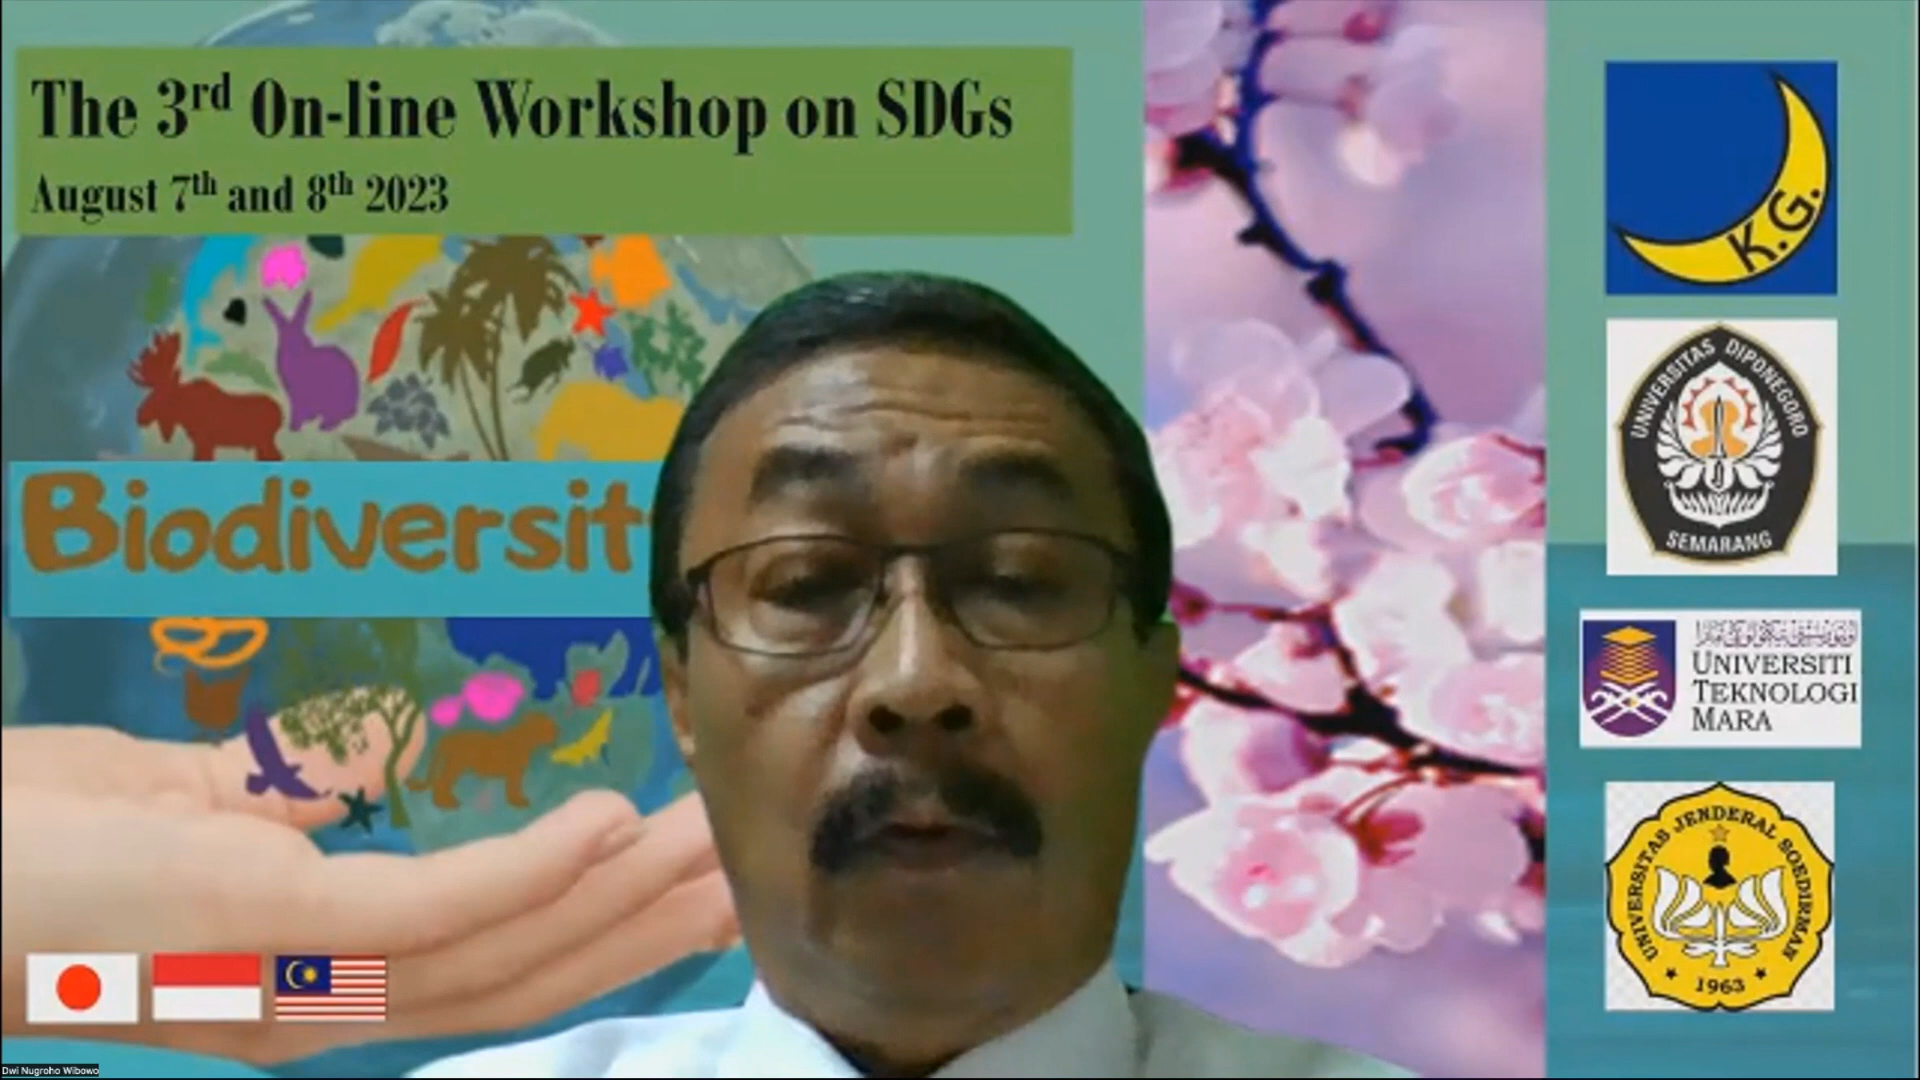 The 3rd On-line Workshop on SDGs
August 7th and 8th 2023
Biodiversit
K.G.
UNIVERSITAS DIPONEGORO
SEMARANG
UNIVERSITI
TEKNOLOGI
MARA
UNIVERSITAS JENDERAL SOEDIRMAN
1963
Dwi Nugroho Wibowo